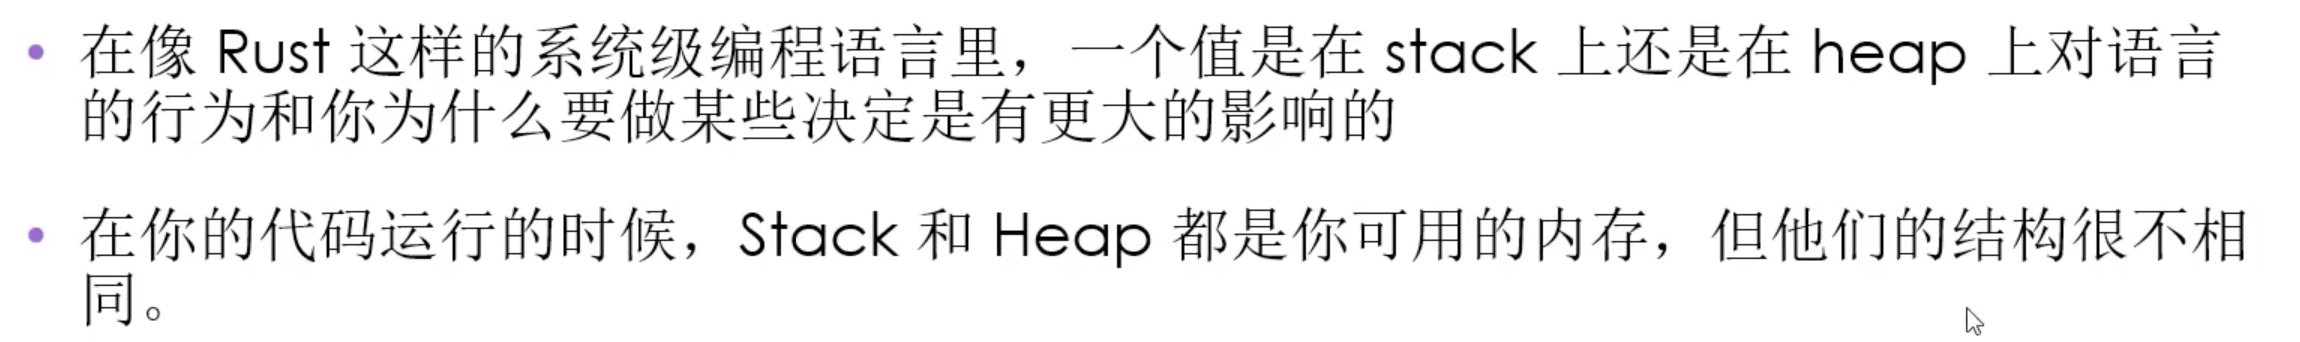 • 在像 Rust 这样的系统级编程语言里，一个值是在 stack 上还是在 heap 上对语言
的行为和你为什么要做某些决定是有更大的影响的
• 在你的代码运行的时候，Stack 和 Heap 都是你可用的内存，但他们的结构很不相
同。